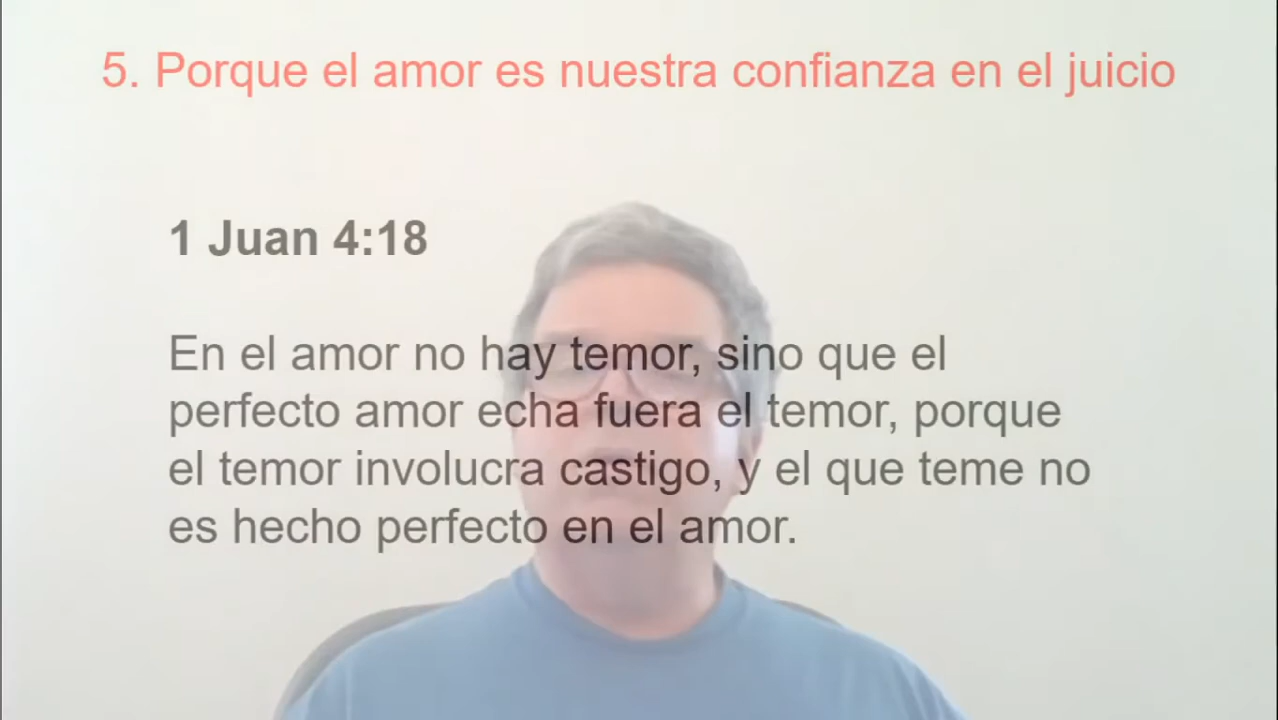 5. Porque el amor es nuestra confianza en el juicio
1 Juan 4:18
En el amor no hay temor, sino que el
perfecto amor echa fuera el temor, porque
el temor involucra castigo, y el que teme no
es hecho perfecto en el amor.